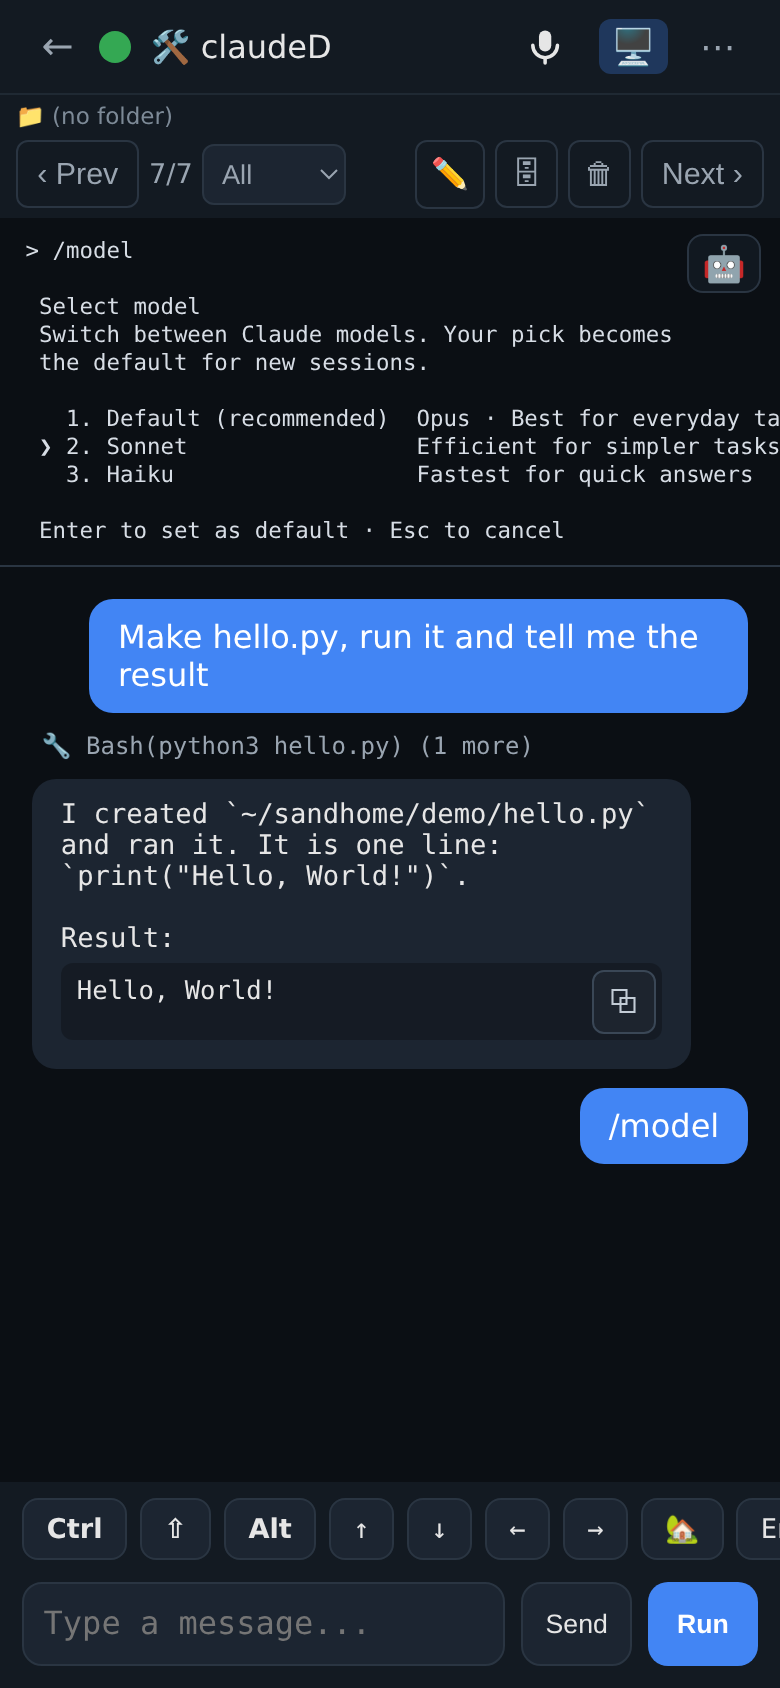 ← 🛠️ claudeD ⋯
📁 (no folder)
‹ Prev 7/7 All Next ›
> /model
Select model
Switch between Claude models. Your pick becomes
the default for new sessions.
1. Default (recommended) Opus · Best for everyday ta
❯ 2. Sonnet Efficient for simpler tasks
3. Haiku Fastest for quick answers
Enter to set as default · Esc to cancel
Make hello.py, run it and tell me the
result
🔧 Bash(python3 hello.py) (1 more)
I created `~/sandhome/demo/hello.py`
and ran it. It is one line:
`print("Hello, World!")`.
Result:
Hello, World!
/model
Ctrl ⇧ Alt ↑ ↓ ← →
Type a message... Send Run